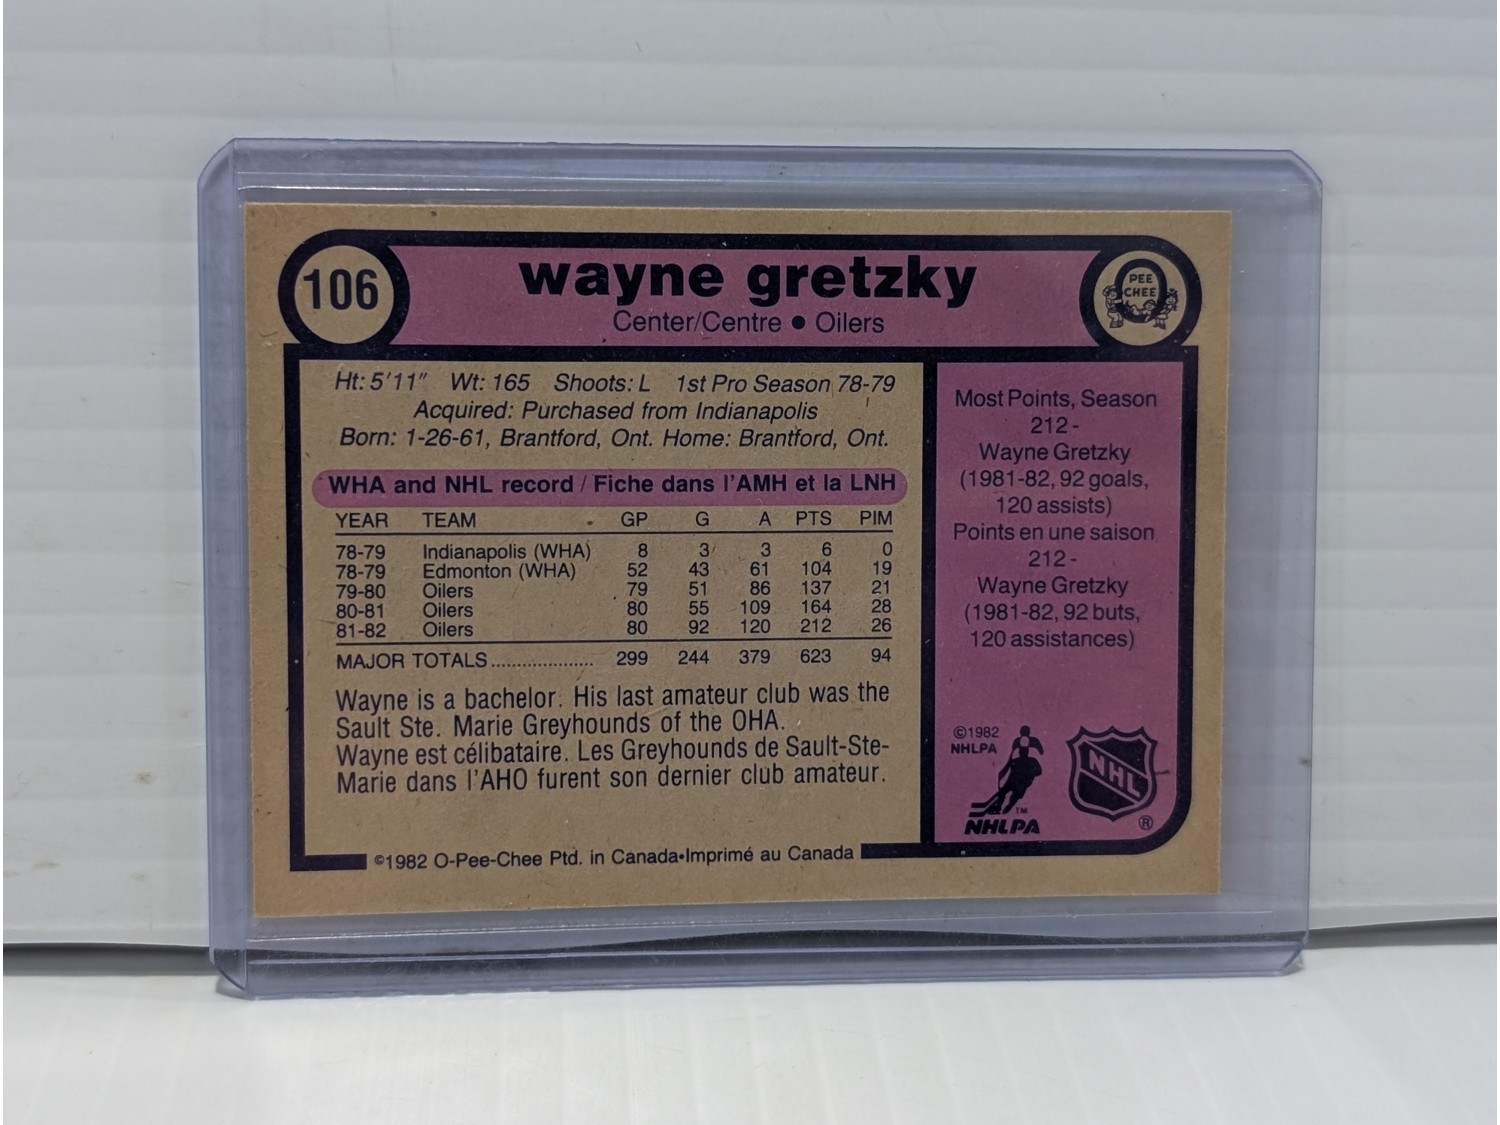 106
wayne gretzky
Center/Centre • Oilers
O
PEE
CHEE
Ht: 5'11" Wt: 165 Shoots: L 1st Pro Season 78-79
Acquired: Purchased from Indianapolis
Born: 1-26-61, Brantford, Ont. Home: Brantford, Ont.
WHA and NHL record / Fiche dans l'AMH et la LNH
YEAR TEAM GP G A PTS PIM
78-79 Indianapolis (WHA) 8 3 3 6 0
78-79 Edmonton (WHA) 52 43 61 104 19
79-80 Oilers 79 51 86 137 21
80-81 Oilers 80 55 109 164 28
81-82 Oilers 80 92 120 212 26
MAJOR TOTALS..................... 299 244 379 623 94
Wayne is a bachelor. His last amateur club was the
Sault Ste. Marie Greyhounds of the OHA.
Wayne est célibataire. Les Greyhounds de Sault-Ste-
Marie dans l'AHO furent son dernier club amateur.
Most Points, Season
212 -
Wayne Gretzky
(1981-82, 92 goals,
120 assists)
Points en une saison
212 -
Wayne Gretzky
(1981-82, 92 buts,
120 assistances)
©1982
NHLPA
TM
NHLPA
NHL
®
©1982 O-Pee-Chee Ptd. in Canada•Imprimé au Canada